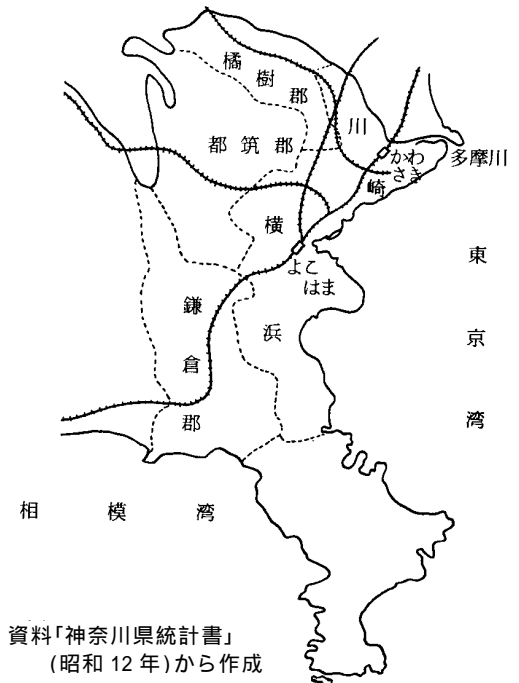 橘樹郡
都筑郡
川崎
かわさき
多摩川
横浜
よこはま
東京湾
鎌倉郡
相模湾
資料「神奈川県統計書」
(昭和12年)から作成